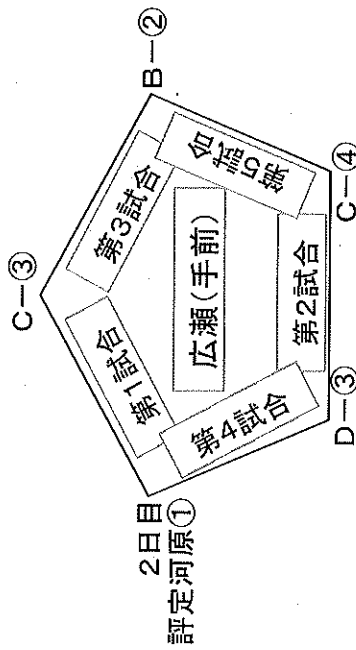 C－③
B－②
第1試合
第3試合
2日目
評定河原①
広瀬(手前)
第4試合
第5試合
第2試合
D－③
C－④